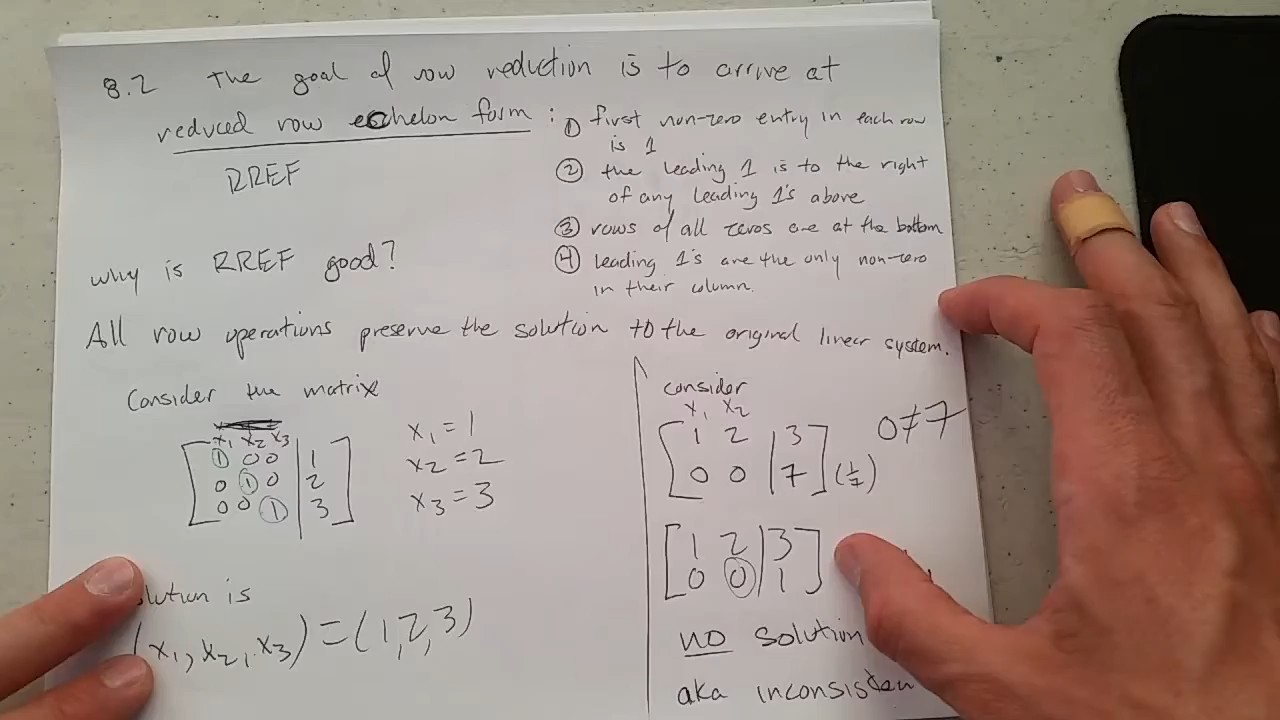 8.2 The goal of row reduction is to arrive at
reduced row echelon form :
RREF
① first non-zero entry in each row
is 1
② the leading 1 is to the right
of any leading 1's above
③ rows of all zeros are at the bottom
④ leading 1's are the only non-zero
in their column.
why is RREF good?
All row operations preserve the solution to the original linear system.
Consider the matrix
x₁ x₂ x₃
1 0 0 | 1
0 1 0 | 2
0 0 1 | 3
x₁ = 1
x₂ = 2
x₃ = 3
lution is
(x₁, x₂, x₃) = (1, 2, 3)
consider
x₁ x₂
[1 2 | 3]
[0 0 | 7] (1/7)
0≠7
[1 2 | 3]
[0 0 | 1]
no solution
aka inconsisten